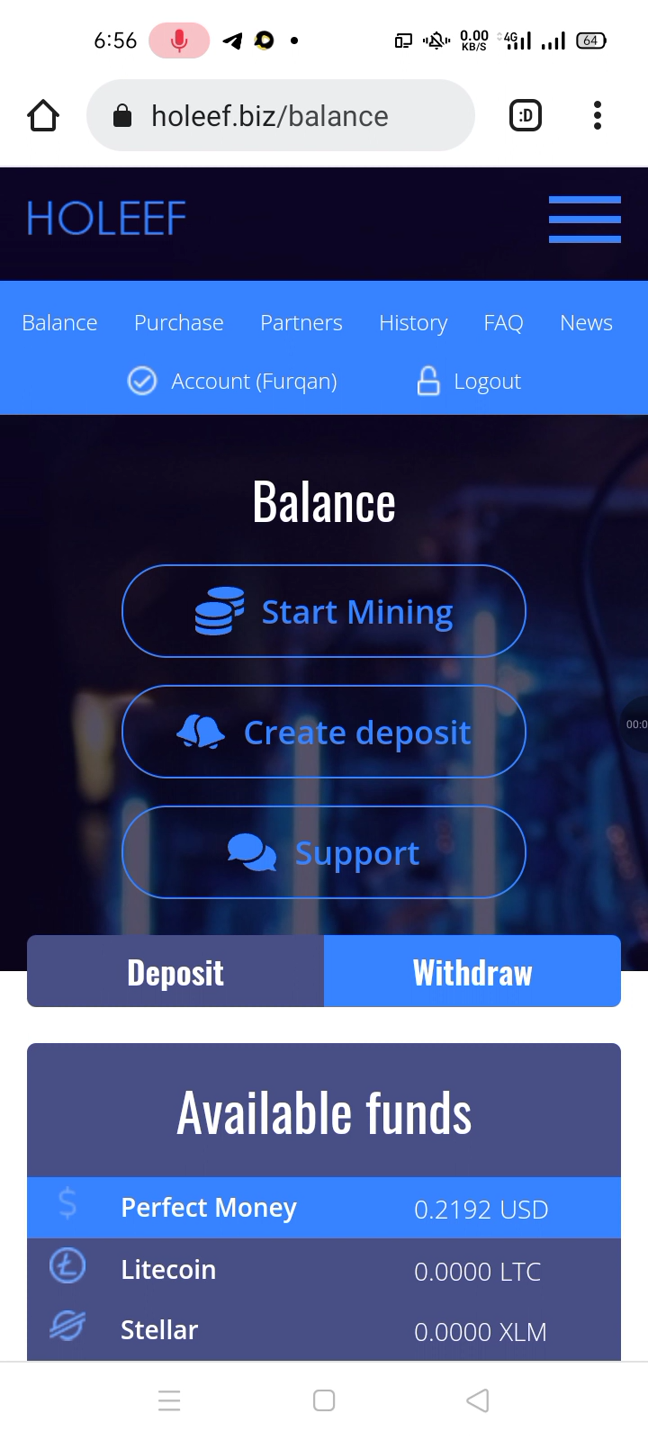 6:56 0.00 KB/S 4G 64
holeef.biz/balance :D
HOLEEF
Balance Purchase Partners History FAQ News
Account (Furqan) Logout
Balance
Start Mining
00:0
Create deposit
Support
Deposit Withdraw
Available funds
$ Perfect Money 0.2192 USD
Litecoin 0.0000 LTC
Stellar 0.0000 XLM